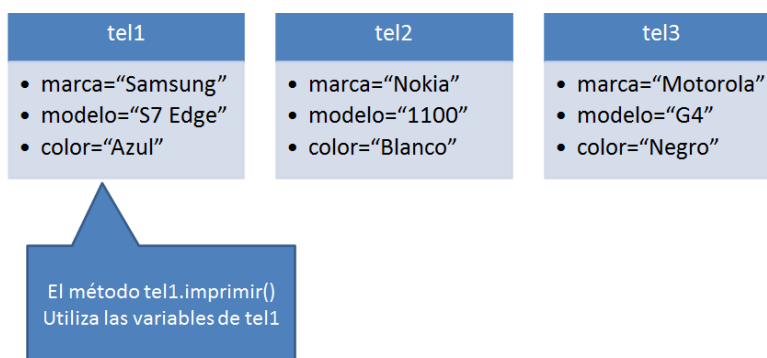 tel1
• marca=“Samsung”
• modelo=“S7 Edge”
• color=“Azul”
tel2
• marca=“Nokia”
• modelo=“1100”
• color=“Blanco”
tel3
• marca=“Motorola”
• modelo=“G4”
• color=“Negro”
El método tel1.imprimir()
Utiliza las variables de tel1